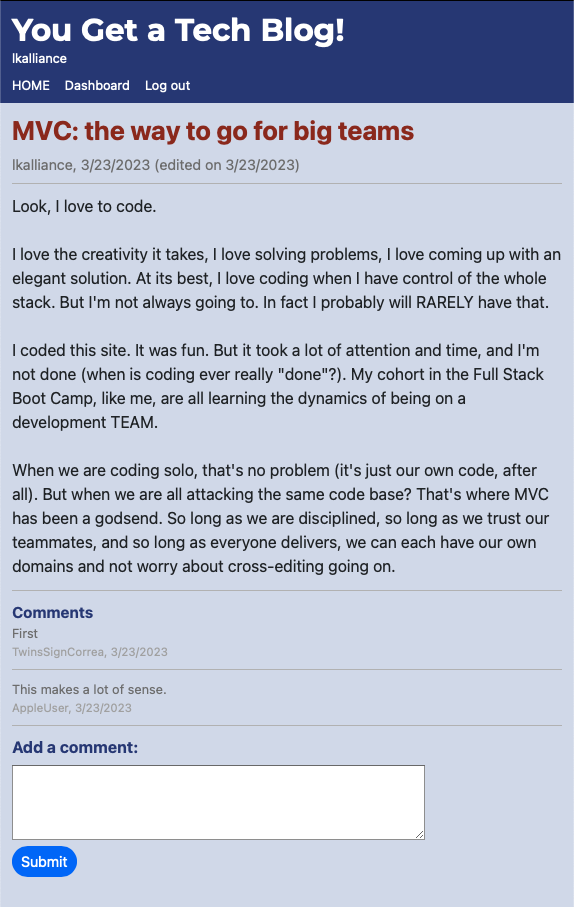 You Get a Tech Blog!
lkalliance
HOME Dashboard Log out
MVC: the way to go for big teams
lkalliance, 3/23/2023 (edited on 3/23/2023)
Look, I love to code.
I love the creativity it takes, I love solving problems, I love coming up with an
elegant solution. At its best, I love coding when I have control of the whole
stack. But I'm not always going to. In fact I probably will RARELY have that.
I coded this site. It was fun. But it took a lot of attention and time, and I'm
not done (when is coding ever really "done"?). My cohort in the Full Stack
Boot Camp, like me, are all learning the dynamics of being on a
development TEAM.
When we are coding solo, that's no problem (it's just our own code, after
all). But when we are all attacking the same code base? That's where MVC
has been a godsend. So long as we are disciplined, so long as we trust our
teammates, and so long as everyone delivers, we can each have our own
domains and not worry about cross-editing going on.
Comments
First
TwinsSignCorrea, 3/23/2023
This makes a lot of sense.
AppleUser, 3/23/2023
Add a comment:
Submit